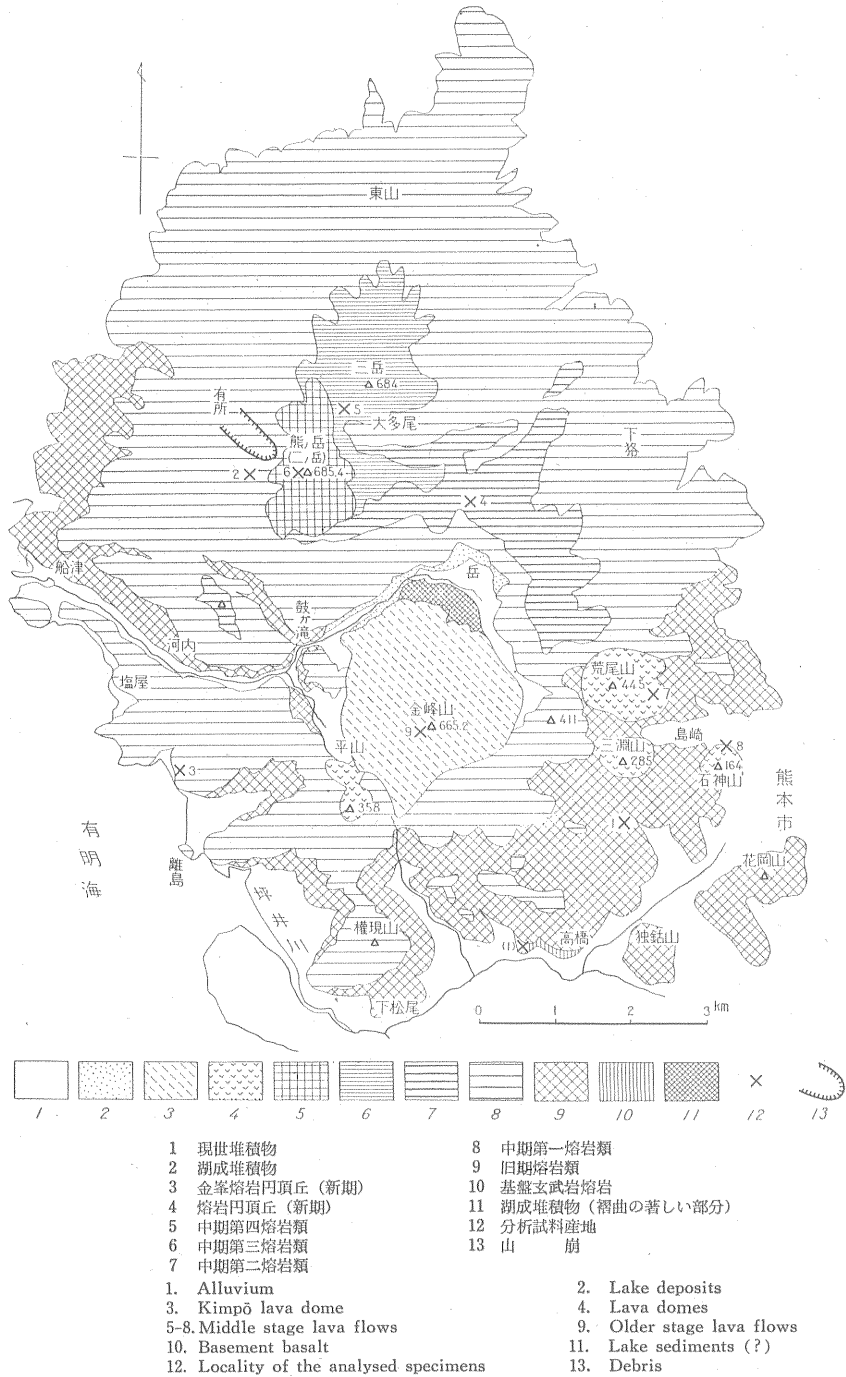 東山
二岳
△ 684
有所
× 5
大多尾
熊ノ岳
(二ノ岳)
2 ×
6 × △ 685.4
下硲
× 4
船津
岳
鼓ヶ滝
△
河内
塩屋
荒尾山
△ 445
× 7
金峰山
9 × △ 665.2
△ 411
島崎
平山
三淵山
△ 285
× 8
△ 164
石神山
× 3
熊本市
△ 358
1 ×
有明海
離島
花岡山
△
坪井川
權現山
△
(1) ×
高橋
独鈷山
下松尾
0 1 2 3 km
1 2 3 4 5 6 7 8 9 10 11 12 13
1 現世堆積物
2 湖成堆積物
3 金峯熔岩円頂丘（新期）
4 熔岩円頂丘（新期）
5 中期第四熔岩類
6 中期第三熔岩類
7 中期第二熔岩類
8 中期第一熔岩類
9 旧期熔岩類
10 基盤玄武岩熔岩
11 湖成堆積物（褶曲の著しい部分）
12 分析試料産地
13 山 崩
1. Alluvium
2. Lake deposits
3. Kimpō lava dome
4. Lava domes
5-8. Middle stage lava flows
9. Older stage lava flows
10. Basement basalt
11. Lake sediments (?)
12. Locality of the analysed specimens
13. Debris